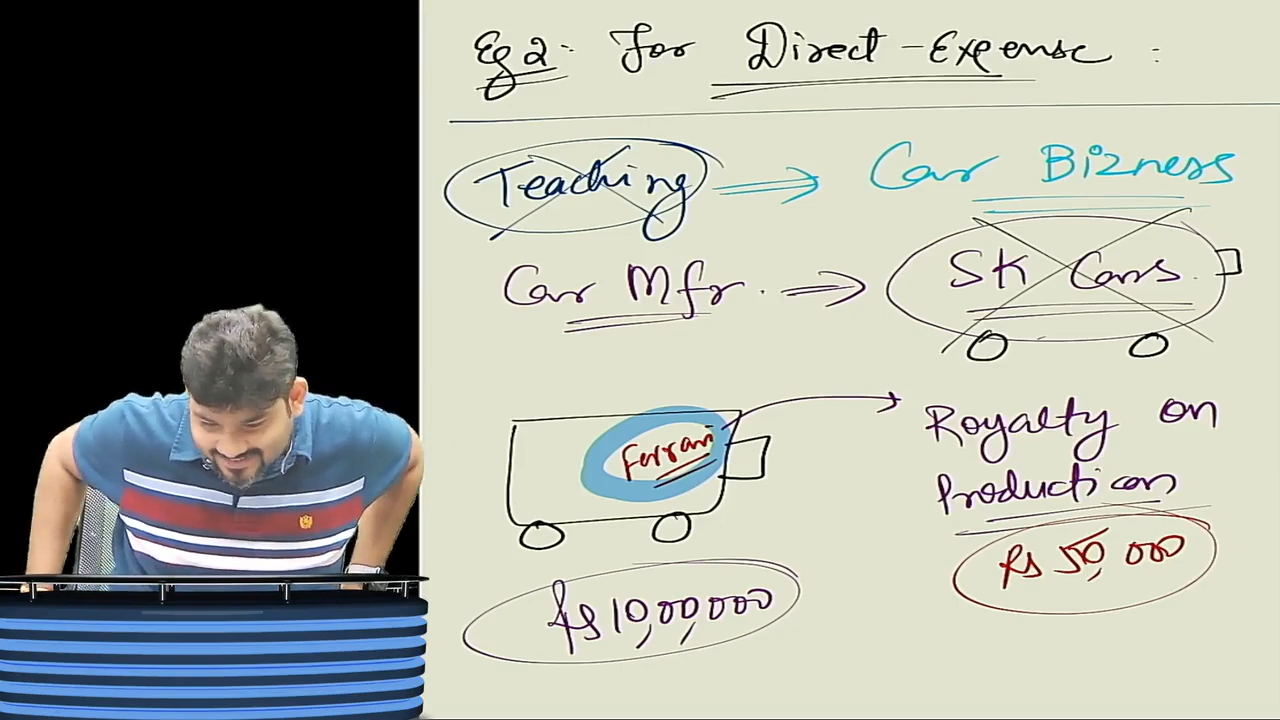 Eg 2: For Direct-Expense:
Teaching ⇒ Car Bizness
Car Mfr. ⇒ SK Cars.
Ferrari → Royalty on
Production
Rs 50,000
Rs 10,00,000